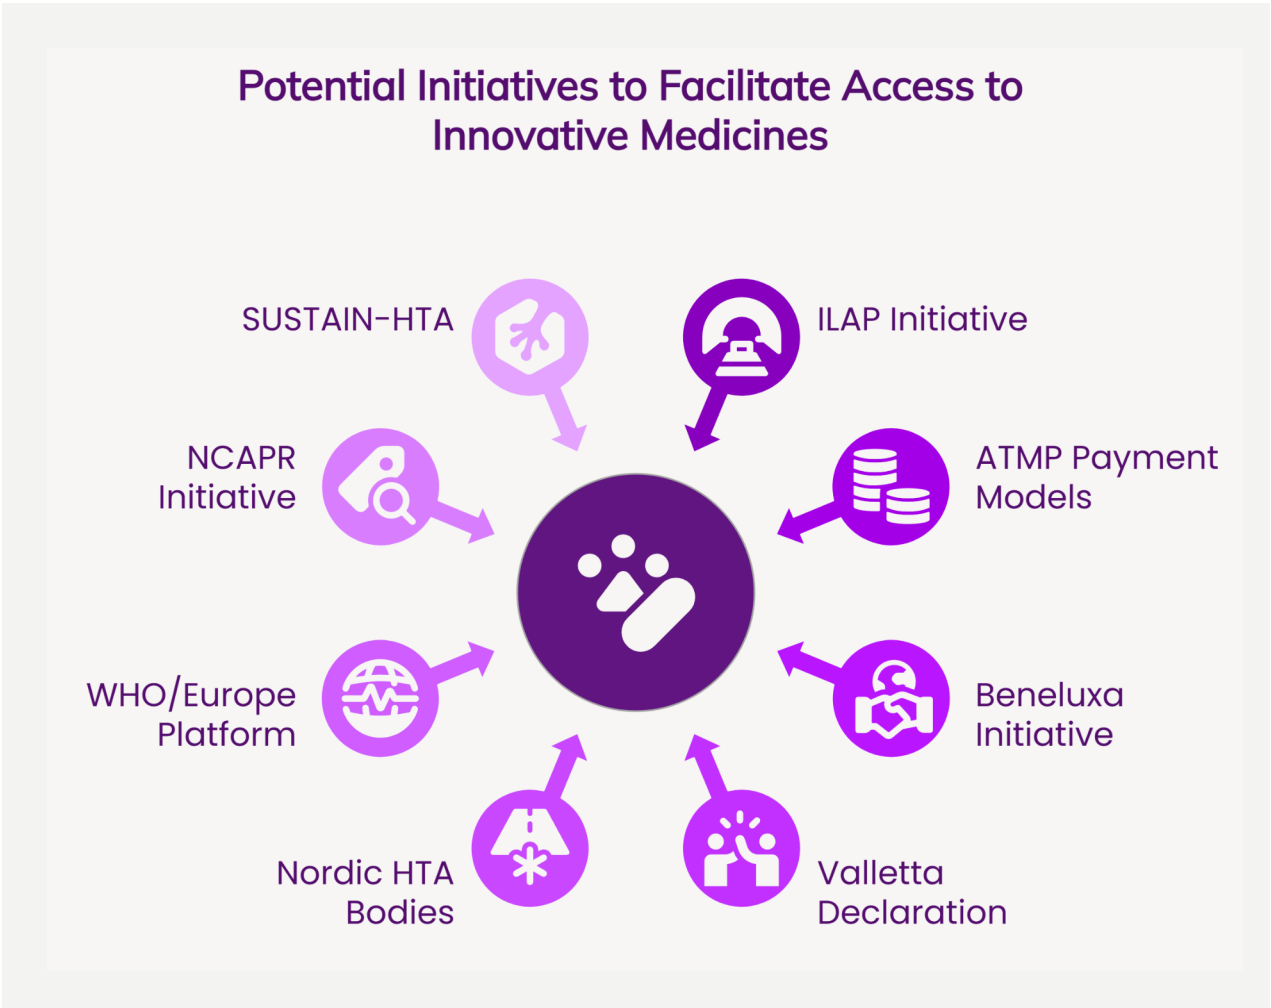 Potential Initiatives to Facilitate Access to
Innovative Medicines
SUSTAIN-HTA
ILAP Initiative
NCAPR
Initiative
ATMP Payment
Models
WHO/Europe
Platform
Beneluxa
Initiative
Nordic HTA
Bodies
Valletta
Declaration